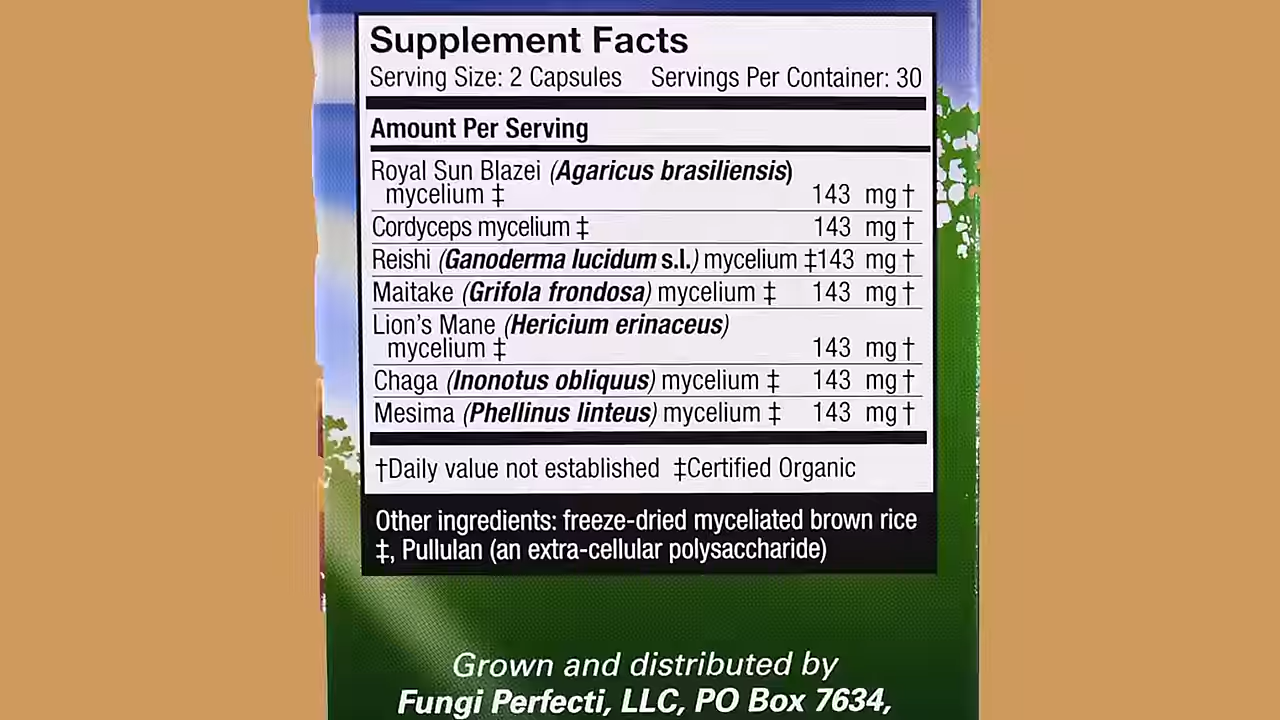 Supplement Facts
Serving Size: 2 Capsules Servings Per Container: 30
Amount Per Serving
Royal Sun Blazei (Agaricus brasiliensis)
mycelium ‡ 143 mg †
Cordyceps mycelium ‡ 143 mg †
Reishi (Ganoderma lucidum s.l.) mycelium ‡143 mg †
Maitake (Grifola frondosa) mycelium ‡ 143 mg †
Lion's Mane (Hericium erinaceus)
mycelium ‡ 143 mg †
Chaga (Inonotus obliquus) mycelium ‡ 143 mg †
Mesima (Phellinus linteus) mycelium ‡ 143 mg †
†Daily value not established ‡Certified Organic
Other ingredients: freeze-dried myceliated brown rice
‡, Pullulan (an extra-cellular polysaccharide)
Grown and distributed by
Fungi Perfecti, LLC, PO Box 7634,